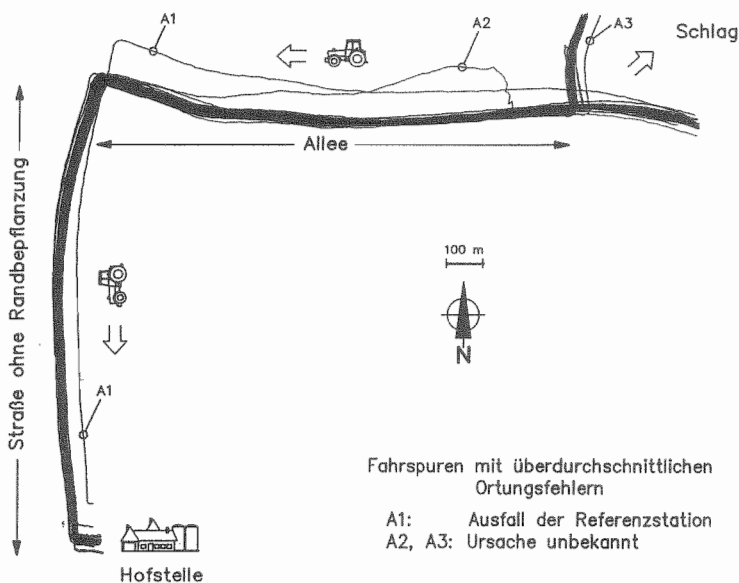 A1
A2
A3
Schlag
Allee
Straße ohne Randbepflanzung
100 m
N
A1
Fahrspuren mit überdurchschnittlichen
Ortungsfehlern
A1: Ausfall der Referenzstation
A2, A3: Ursache unbekannt
Hofstelle